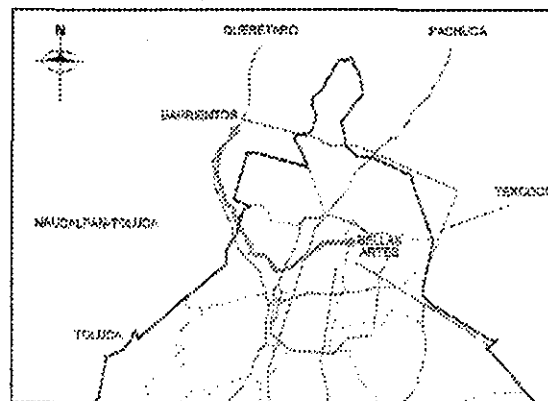 N
QUERETARO
PACHUCA
BARRIENTOS
TEXCOCO
NAUCALPAN-TOLUCA
BELLAS
ARTES
TOLUCA